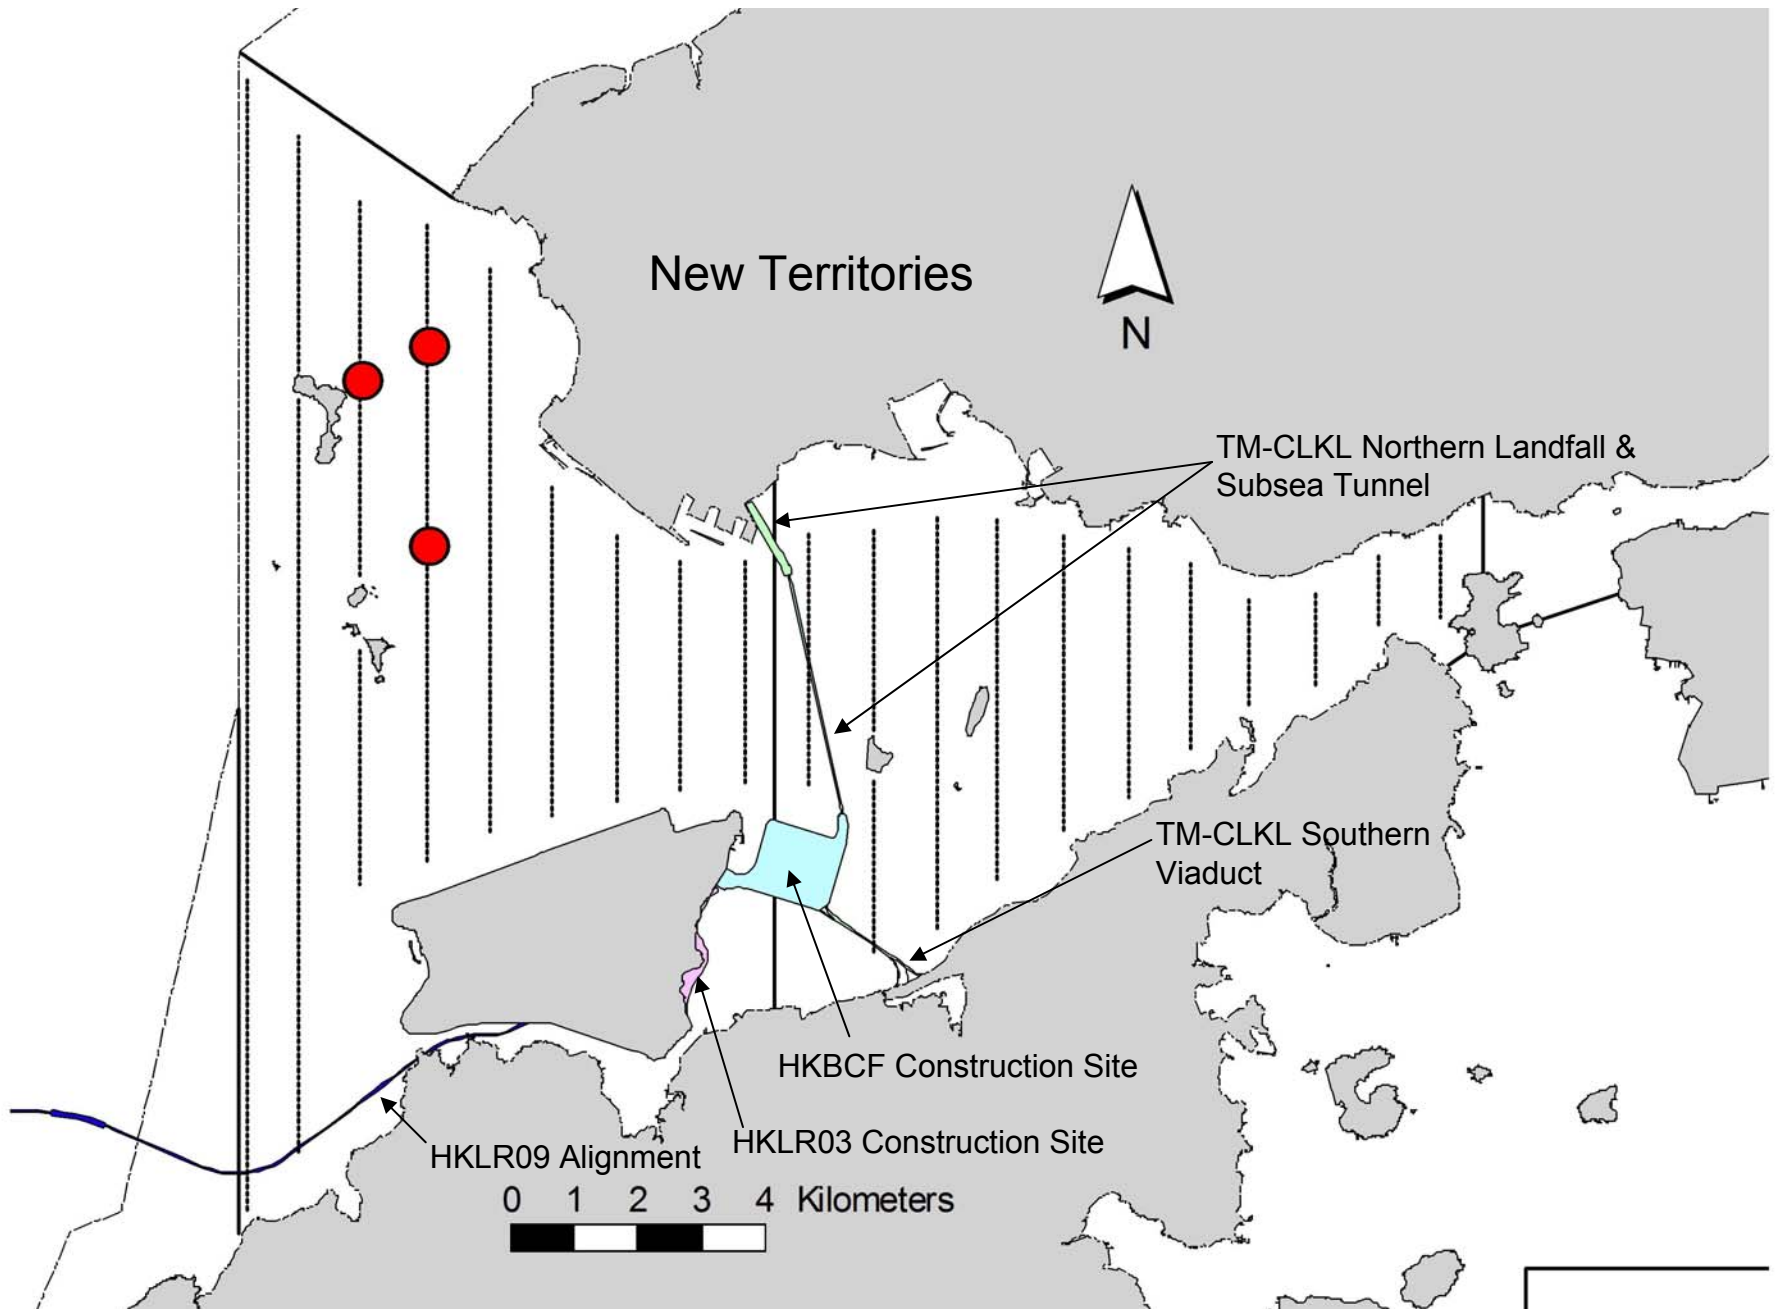 New Territories
N
TM-CLKL Northern Landfall &
Subsea Tunnel
TM-CLKL Southern
Viaduct
HKBCF Construction Site
HKLR03 Construction Site
HKLR09 Alignment
0 1 2 3 4 Kilometers